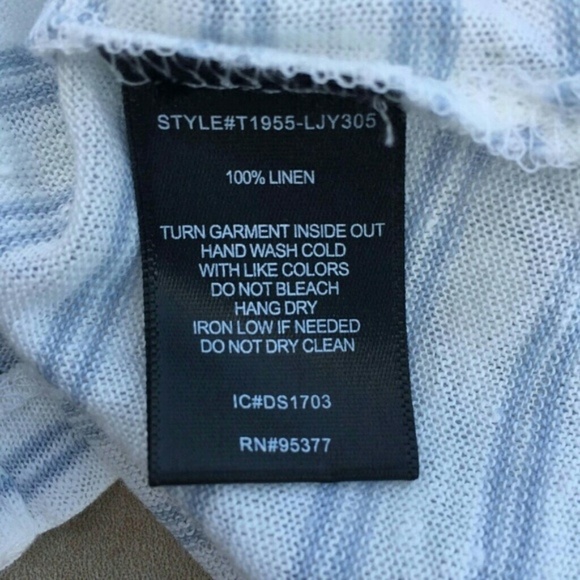 STYLE#T1955-LJY305
100% LINEN
TURN GARMENT INSIDE OUT
HAND WASH COLD
WITH LIKE COLORS
DO NOT BLEACH
HANG DRY
IRON LOW IF NEEDED
DO NOT DRY CLEAN
IC#DS1703
RN#95377